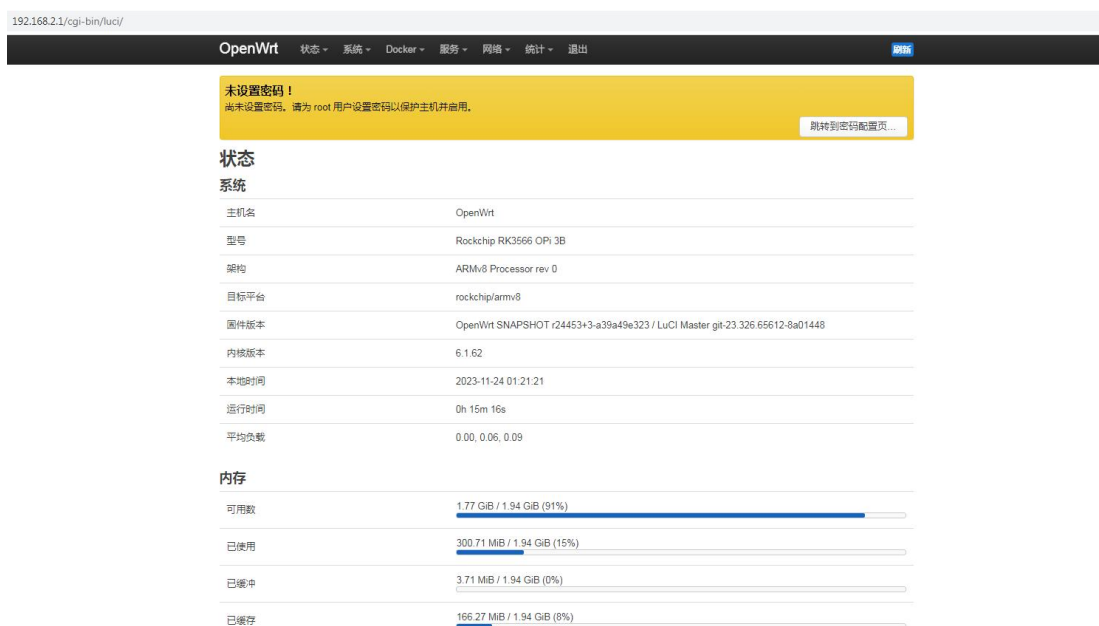 192.168.2.1/cgi-bin/luci/
OpenWrt 状态 系统 Docker 服务 网络 统计 退出 刷新
未设置密码！
尚未设置密码。请为 root 用户设置密码以保护主机并启用。
跳转到密码配置页...
状态
系统
主机名 OpenWrt
型号 Rockchip RK3566 OPi 3B
架构 ARMv8 Processor rev 0
目标平台 rockchip/armv8
固件版本 OpenWrt SNAPSHOT r24453+3-a39a49e323 / LuCI Master git-23.326.65612-8a01448
内核版本 6.1.62
本地时间 2023-11-24 01:21:21
运行时间 0h 15m 16s
平均负载 0.00, 0.06, 0.09
内存
可用数 1.77 GiB / 1.94 GiB (91%)
已使用 300.71 MiB / 1.94 GiB (15%)
已缓冲 3.71 MiB / 1.94 GiB (0%)
已缓存 166.27 MiB / 1.94 GiB (8%)